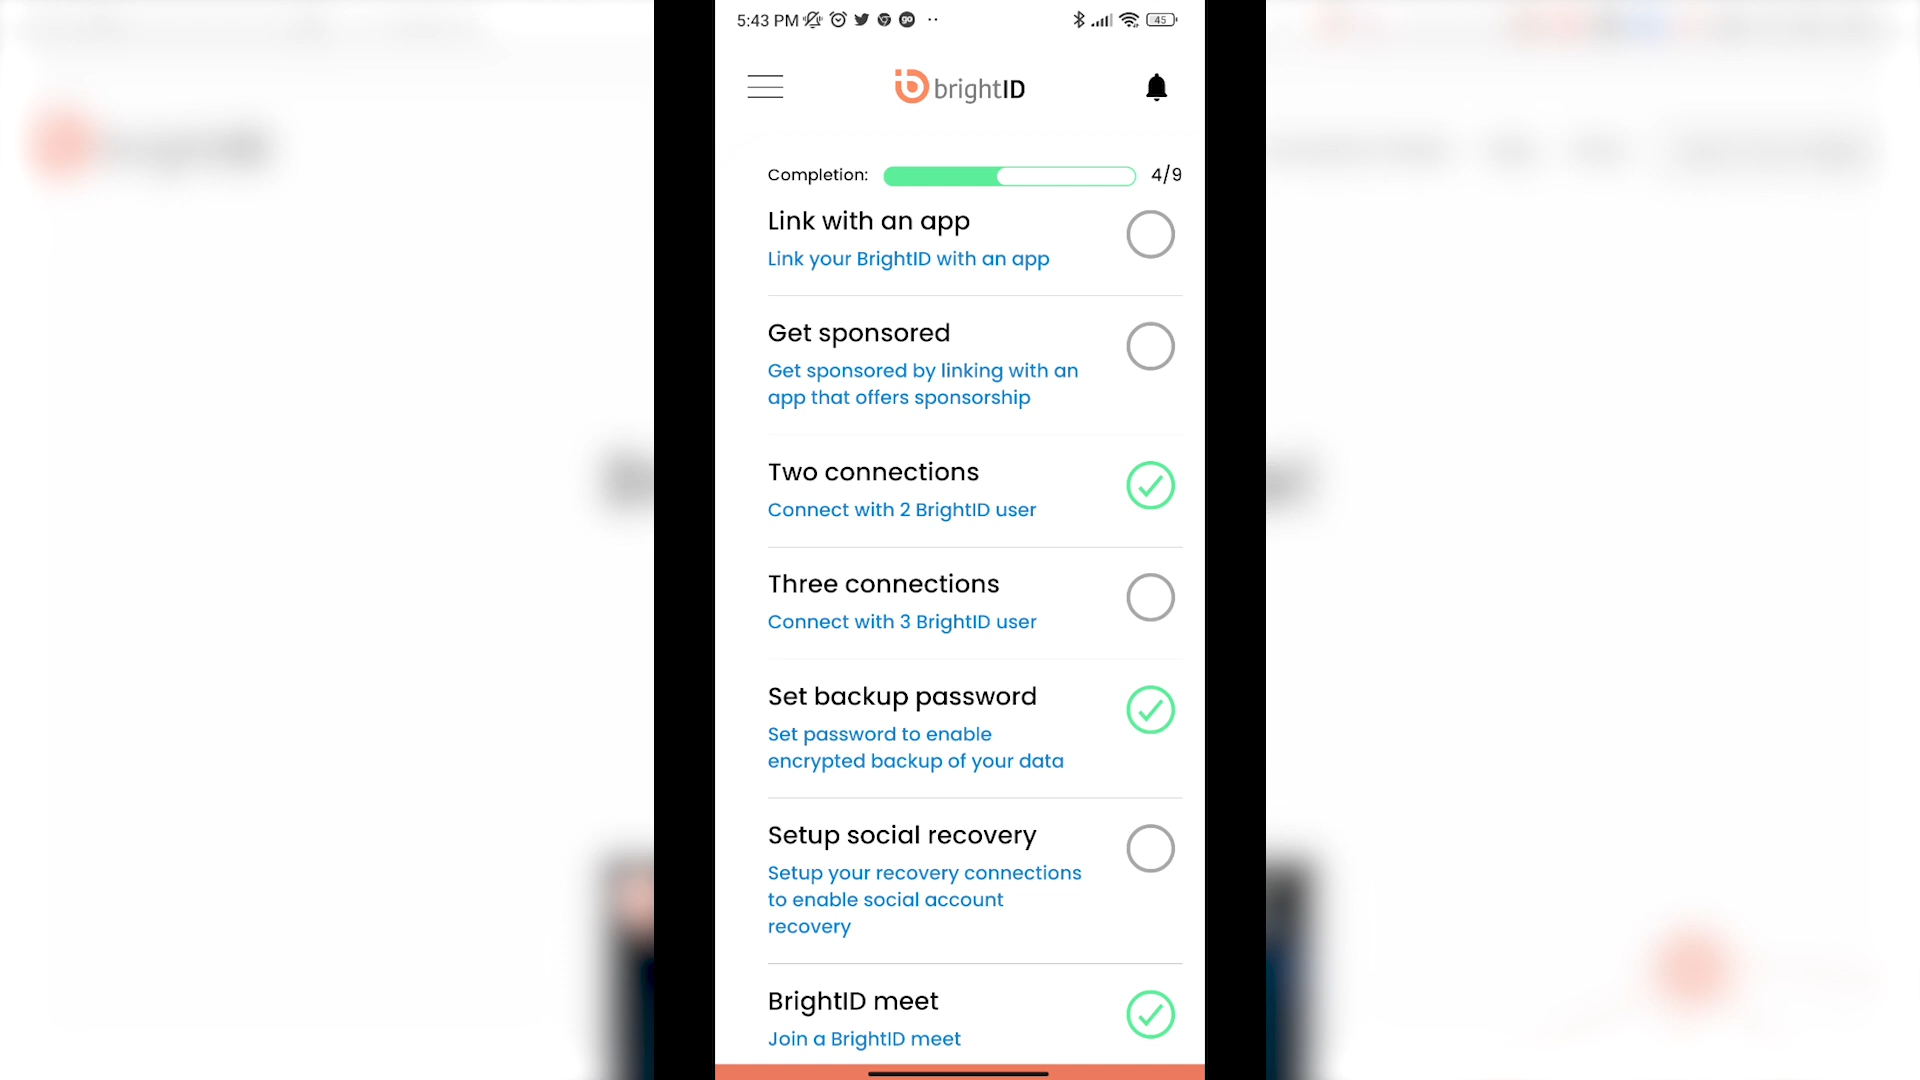 5:43 PM
45
brightID
Completion:
4/9
Link with an app
Link your BrightID with an app
Get sponsored
Get sponsored by linking with an
app that offers sponsorship
Two connections
Connect with 2 BrightID user
Three connections
Connect with 3 BrightID user
Set backup password
Set password to enable
encrypted backup of your data
Setup social recovery
Setup your recovery connections
to enable social account
recovery
BrightID meet
Join a BrightID meet